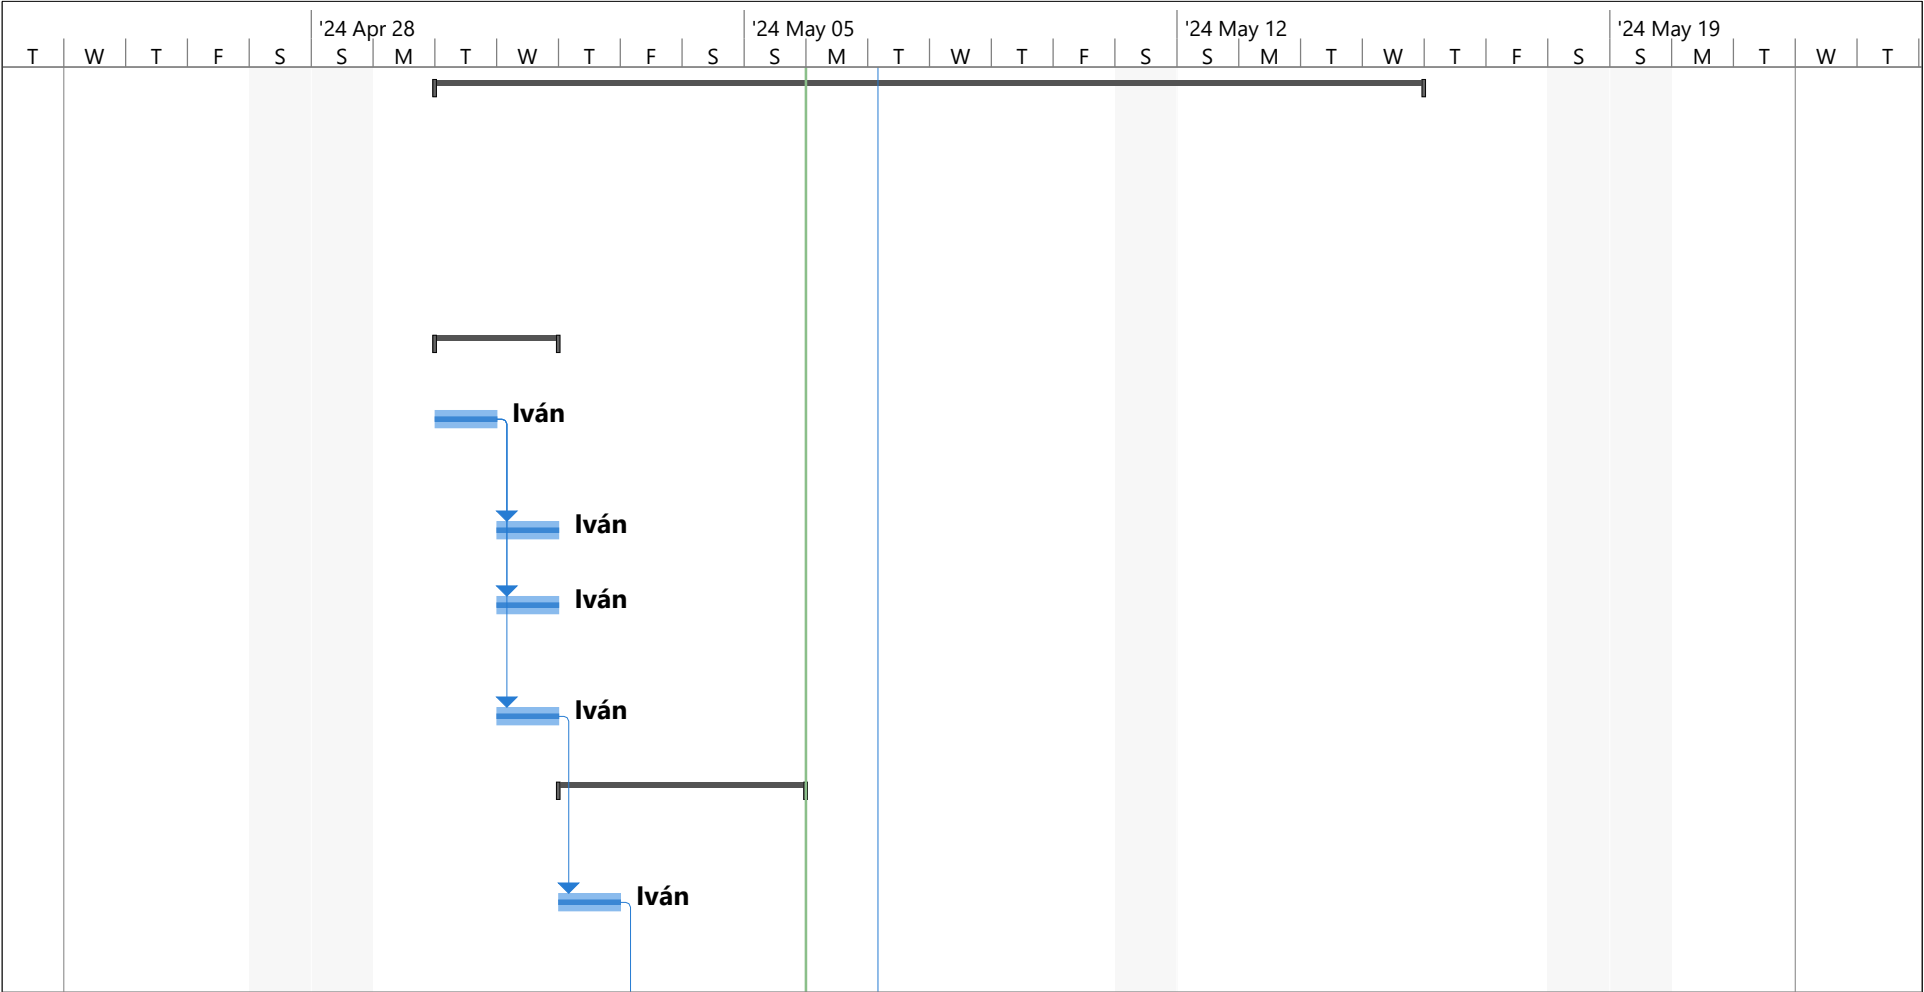 '24 Apr 28 '24 May 05 '24 May 12 '24 May 19
T W T F S S M T W T F S S M T W T F S S M T W T F S S M T W T
Iván
Iván
Iván
Iván
Iván